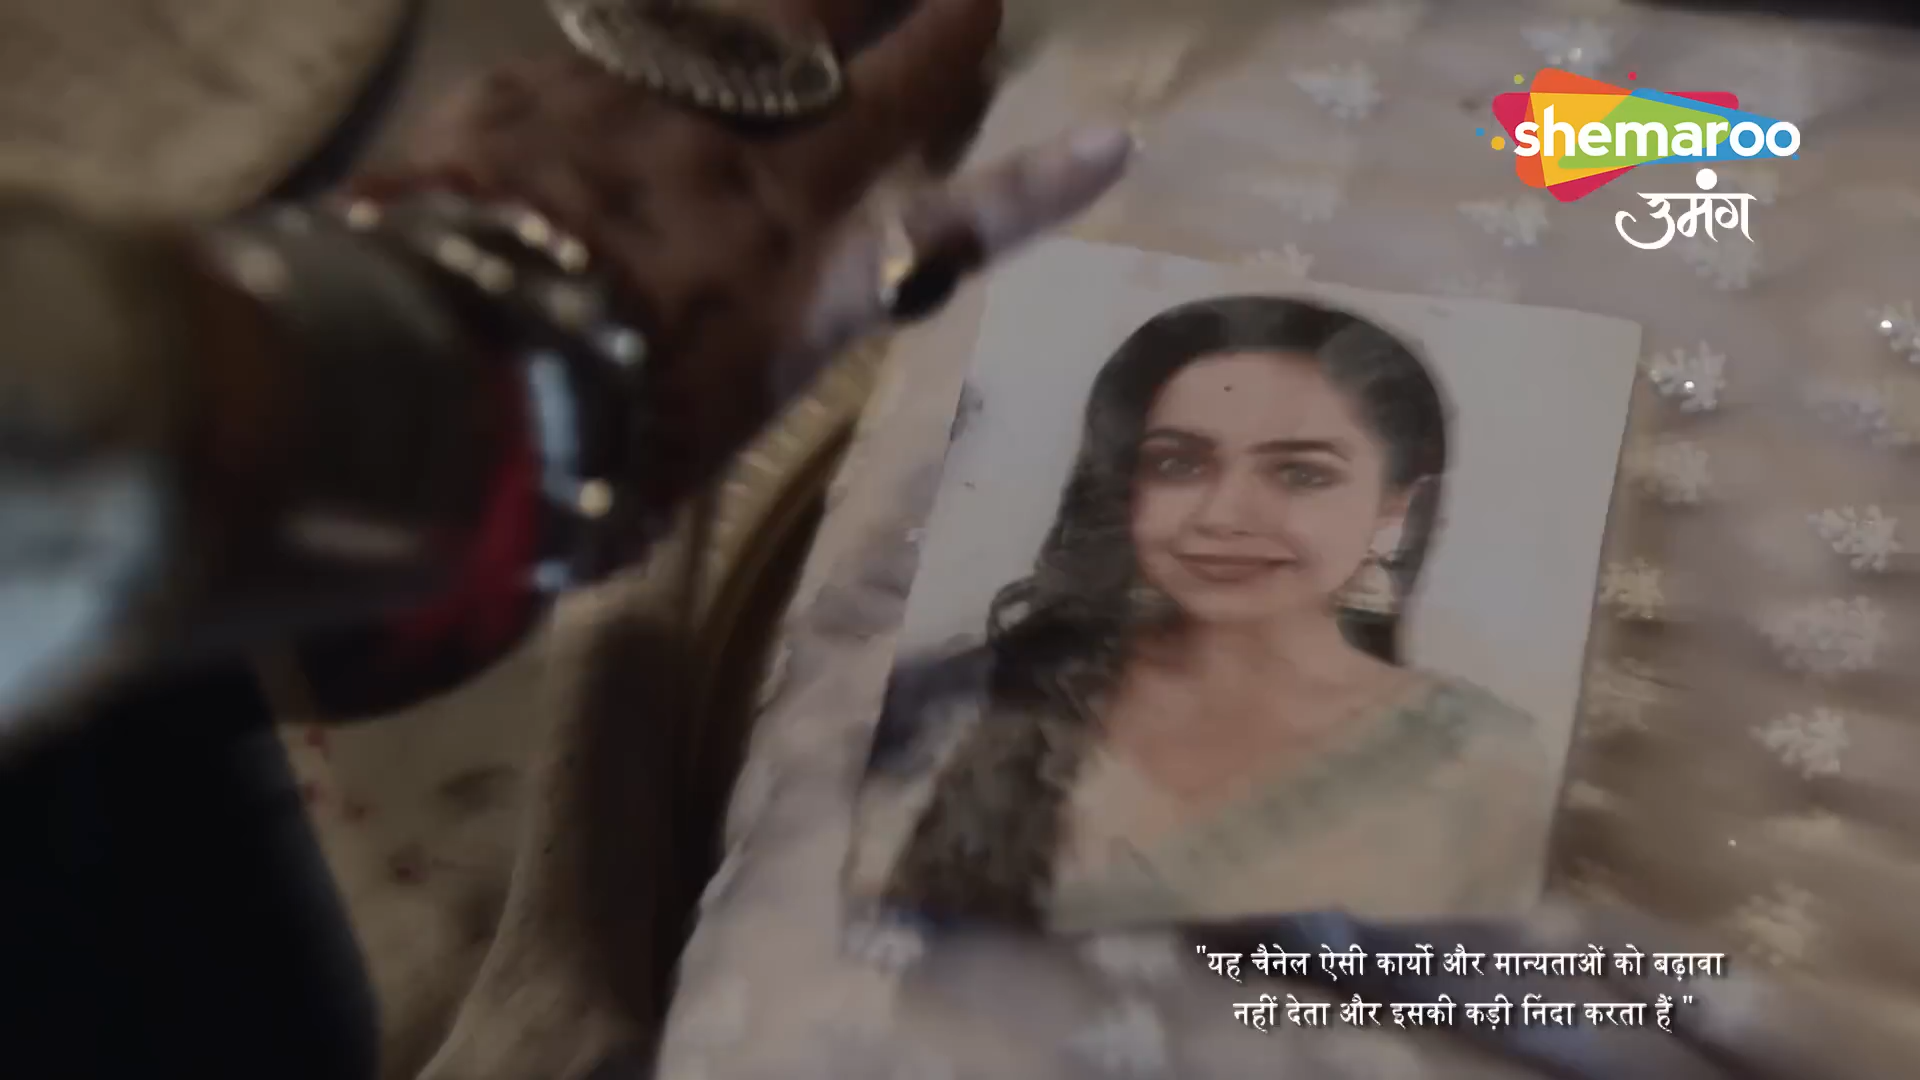 shemaroo
उमंग
"यह चैनेल ऐसी कार्यो और मान्यताओं को बढ़ावा
नहीं देता और इसकी कड़ी निंदा करता हैं "